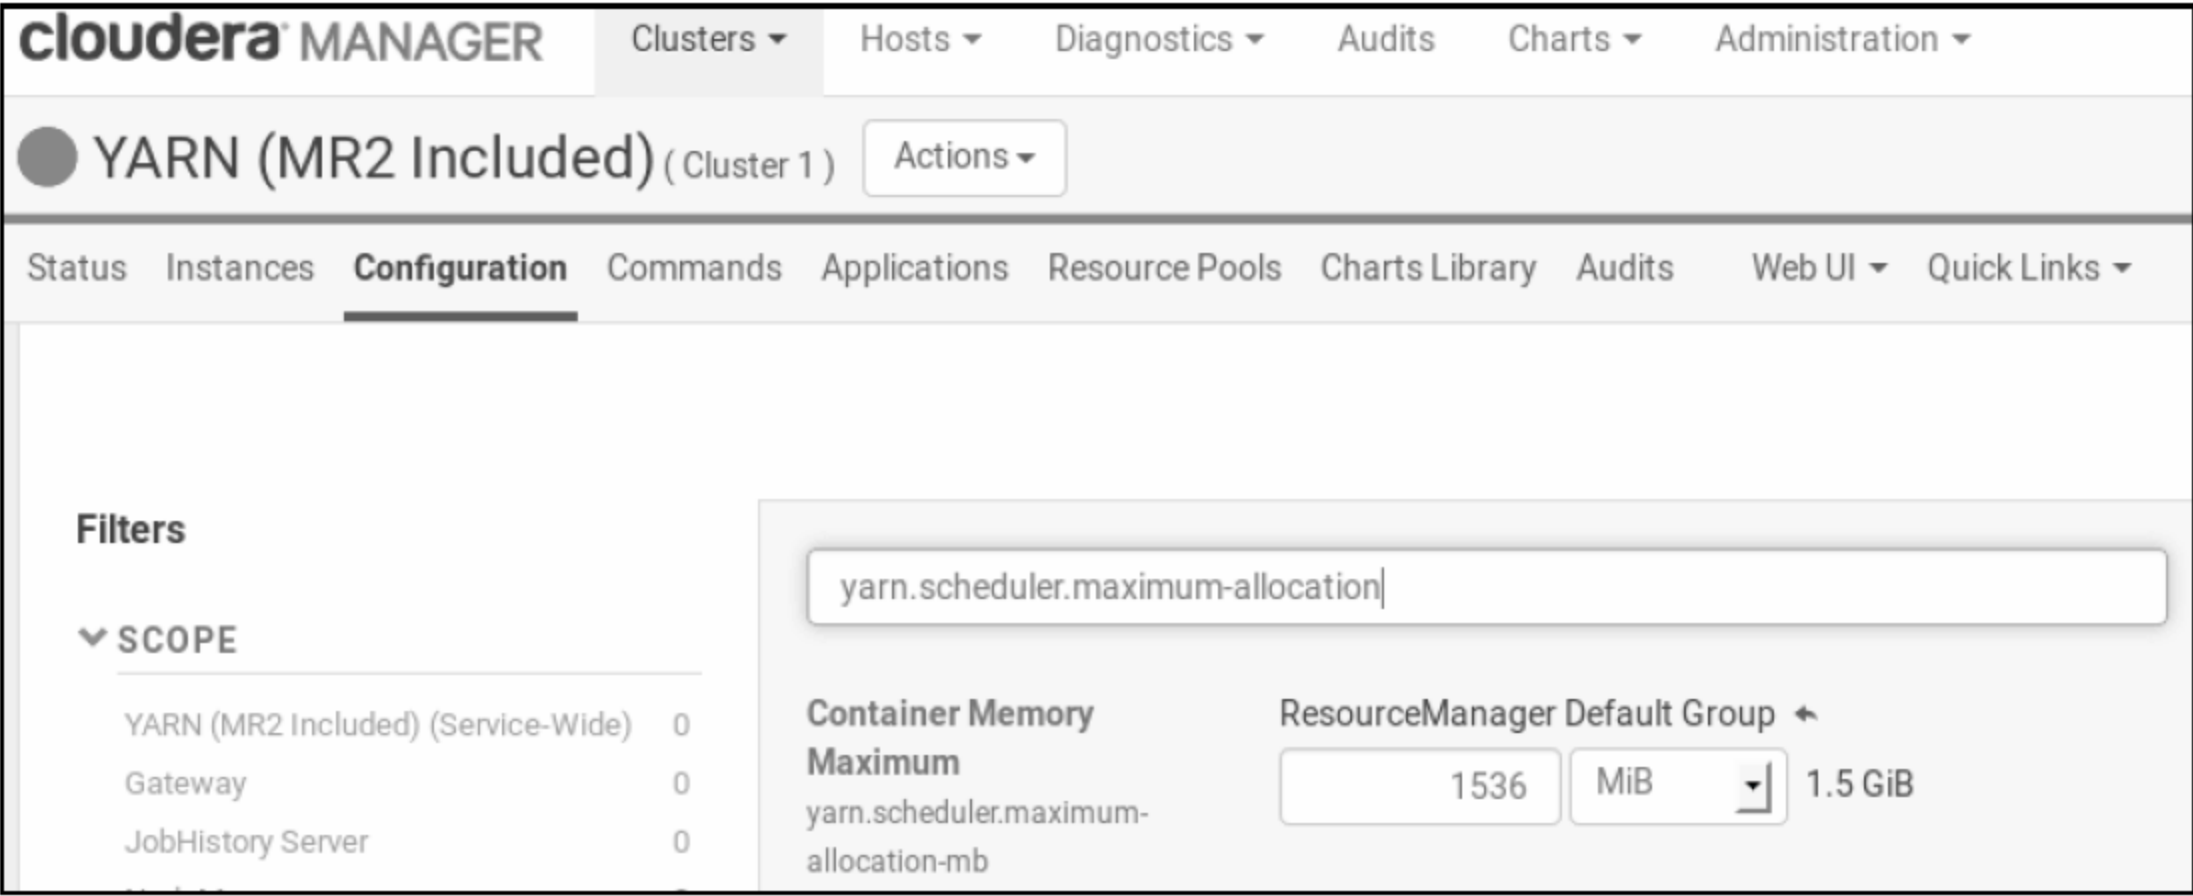 cloudera MANAGER Clusters Hosts Diagnostics Audits Charts Administration
YARN (MR2 Included) ( Cluster 1 ) Actions
Status Instances Configuration Commands Applications Resource Pools Charts Library Audits Web UI Quick Links
Filters
SCOPE
YARN (MR2 Included) (Service-Wide) 0
Gateway 0
JobHistory Server 0
yarn.scheduler.maximum-allocation
Container Memory
Maximum
yarn.scheduler.maximum-
allocation-mb
ResourceManager Default Group
1536 MiB 1.5 GiB